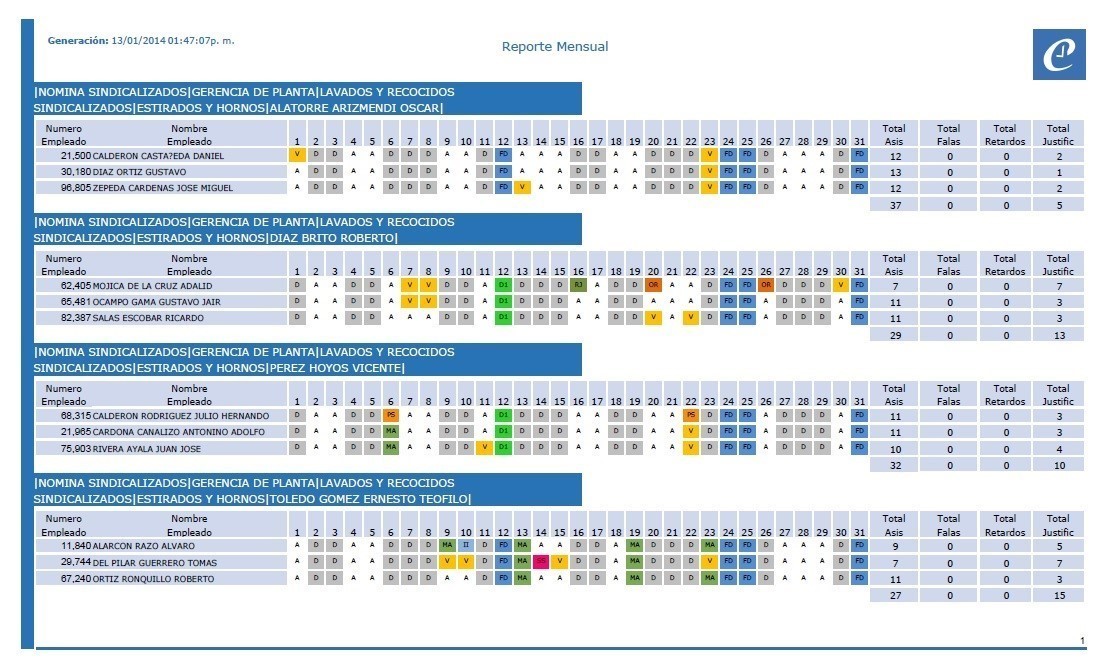 Generación: 13/01/2014 01:47:07p. m.
Reporte Mensual
|NOMINA SINDICALIZADOS|GERENCIA DE PLANTA|LAVADOS Y RECOCIDOS
SINDICALIZADOS|ESTIRADOS Y HORNOS|ALATORRE ARIZMENDI OSCAR|
Numero Nombre Total Total Total Total
Empleado Empleado 1 2 3 4 5 6 7 8 9 10 11 12 13 14 15 16 17 18 19 20 21 22 23 24 25 26 27 28 29 30 31 Asis Falas Retardos Justific
21,500 CALDERON CASTA?EDA DANIEL V D D A A D D D A A D FD A A A D D A A D D D V FD FD D A A A D FD 12 0 0 2
30,180 DIAZ ORTIZ GUSTAVO A D D A A D D D A A D FD A A A D D A A D D D V FD FD D A A A D FD 13 0 0 1
96,805 ZEPEDA CARDENAS JOSE MIGUEL A D D A A D D D A A D FD V A A D D A A D D D V FD FD D A A A D FD 12 0 0 2
37 0 0 5
|NOMINA SINDICALIZADOS|GERENCIA DE PLANTA|LAVADOS Y RECOCIDOS
SINDICALIZADOS|ESTIRADOS Y HORNOS|DIAZ BRITO ROBERTO|
Numero Nombre Total Total Total Total
Empleado Empleado 1 2 3 4 5 6 7 8 9 10 11 12 13 14 15 16 17 18 19 20 21 22 23 24 25 26 27 28 29 30 31 Asis Falas Retardos Justific
62,405 MOJICA DE LA CRUZ ADALID D A A D D A V V D D A D1 D D D RJ A D D OR A A D FD FD OR D D D V FD 7 0 0 7
65,481 OCAMPO GAMA GUSTAVO JAIR D A A D D A V V D D A D1 D D D A A D D A A A D FD FD A D D D A FD 11 0 0 3
82,387 SALAS ESCOBAR RICARDO D A A D D A A A D D A D1 D D D A A D D V A V D FD FD A D D D A FD 11 0 0 3
29 0 0 13
|NOMINA SINDICALIZADOS|GERENCIA DE PLANTA|LAVADOS Y RECOCIDOS
SINDICALIZADOS|ESTIRADOS Y HORNOS|PEREZ HOYOS VICENTE|
Numero Nombre Total Total Total Total
Empleado Empleado 1 2 3 4 5 6 7 8 9 10 11 12 13 14 15 16 17 18 19 20 21 22 23 24 25 26 27 28 29 30 31 Asis Falas Retardos Justific
68,315 CALDERON RODRIGUEZ JULIO HERNANDO D A A D D PS A A D D A D1 D D D A A D D A A PS D FD FD A D D D A FD 11 0 0 3
21,965 CARDONA CANALIZO ANTONINO ADOLFO D A A D D MA A A D D A D1 D D D A A D D A A V D FD FD A D D D A FD 11 0 0 3
75,903 RIVERA AYALA JUAN JOSE D A A D D MA A A D D V D1 D D D A A D D A A V D FD FD A D D D A FD 10 0 0 4
32 0 0 10
|NOMINA SINDICALIZADOS|GERENCIA DE PLANTA|LAVADOS Y RECOCIDOS
SINDICALIZADOS|ESTIRADOS Y HORNOS|TOLEDO GOMEZ ERNESTO TEOFILO|
Numero Nombre Total Total Total Total
Empleado Empleado 1 2 3 4 5 6 7 8 9 10 11 12 13 14 15 16 17 18 19 20 21 22 23 24 25 26 27 28 29 30 31 Asis Falas Retardos Justific
11,840 ALARCON RAZO ALVARO A D D A A D D D MA II D FD MA A A D D A MA D D D MA FD FD D A A A D FD 9 0 0 5
29,744 DEL PILAR GUERRERO TOMAS A D D A A D D D V V D FD MA SS V D D A MA D D D V FD FD D A A A D FD 7 0 0 7
67,240 ORTIZ RONQUILLO ROBERTO A D D A A D D D A A D FD MA A A D D A MA D D D MA FD FD D A A A D FD 11 0 0 3
27 0 0 15
1